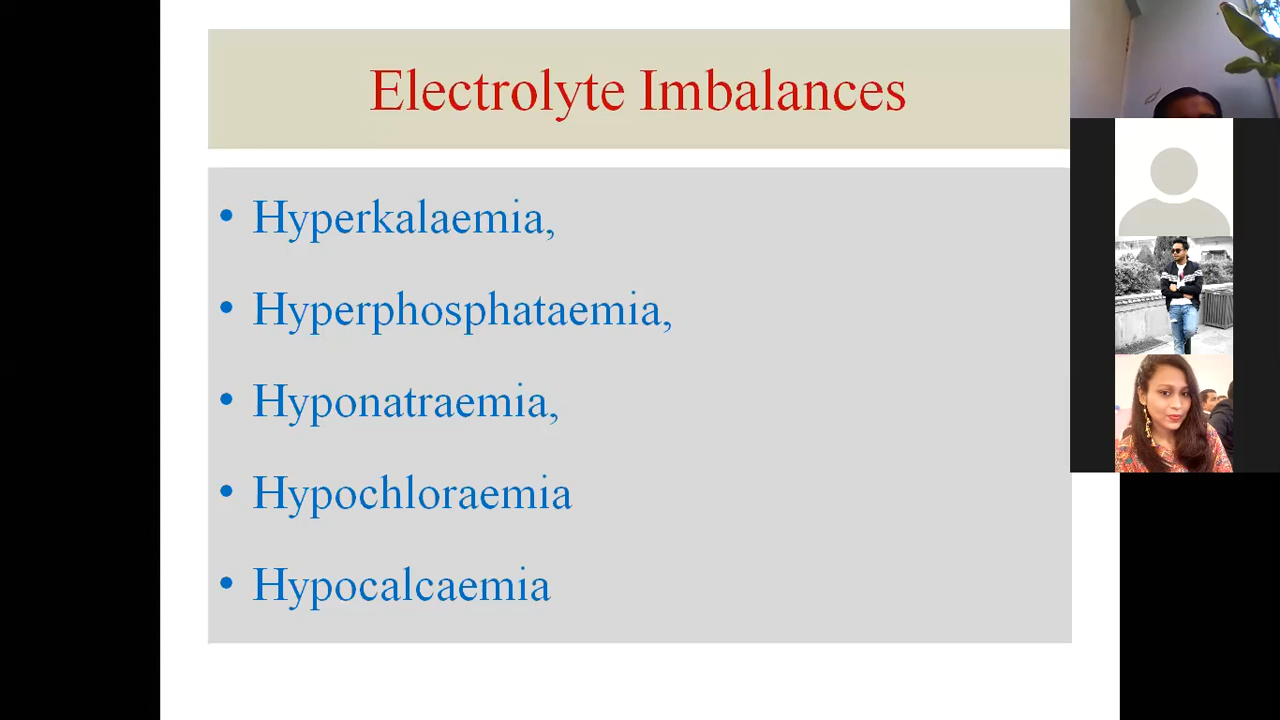 Electrolyte Imbalances
• Hyperkalaemia,
• Hyperphosphataemia,
• Hyponatraemia,
• Hypochloraemia
• Hypocalcaemia